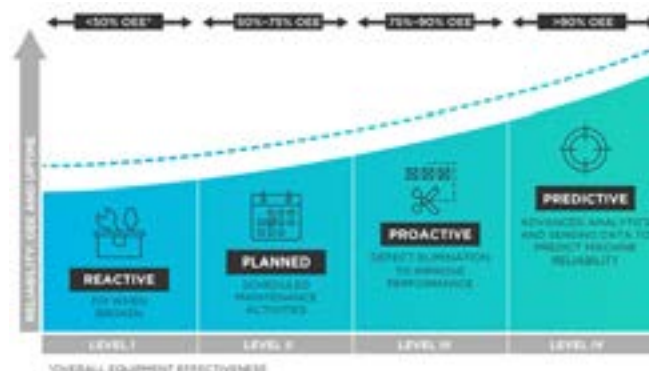 <50% OEE*
50%-75% OEE
75%-90% OEE
>90% OEE
RELIABILITY, OEE AND UPTIME
REACTIVE
FIX WHEN
BROKEN
PLANNED
SCHEDULED
MAINTENANCE
ACTIVITIES
PROACTIVE
DEFECT ELIMINATION
TO IMPROVE
PERFORMANCE
PREDICTIVE
ADVANCED ANALYTICS
AND SENSING DATA TO
PREDICT MACHINE
RELIABILITY
LEVEL I
LEVEL II
LEVEL III
LEVEL IV
*OVERALL EQUIPMENT EFFECTIVENESS